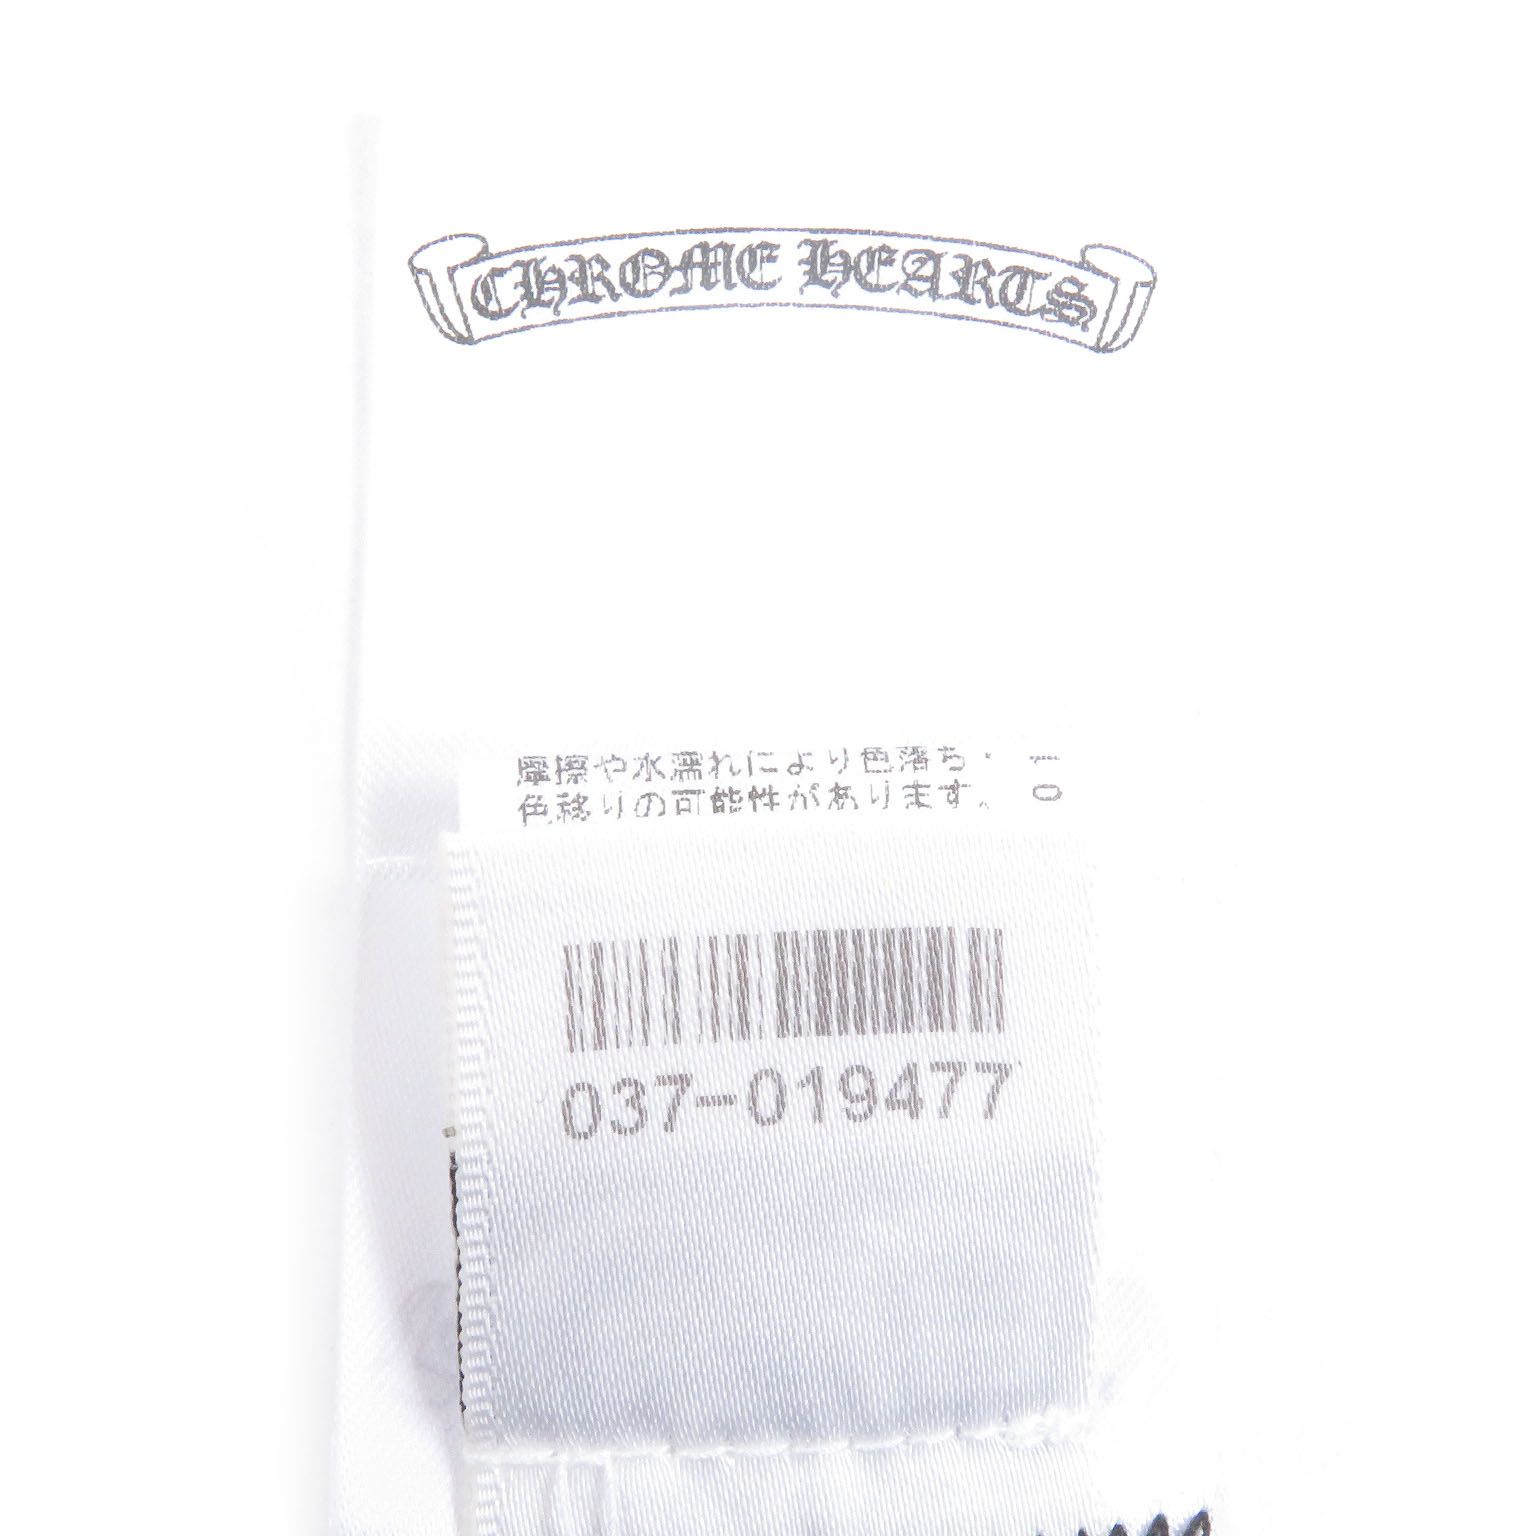 CHROME HEARTS
摩擦や水濡れにより色落ち・
色移りの可能性があります。
01
037-019477